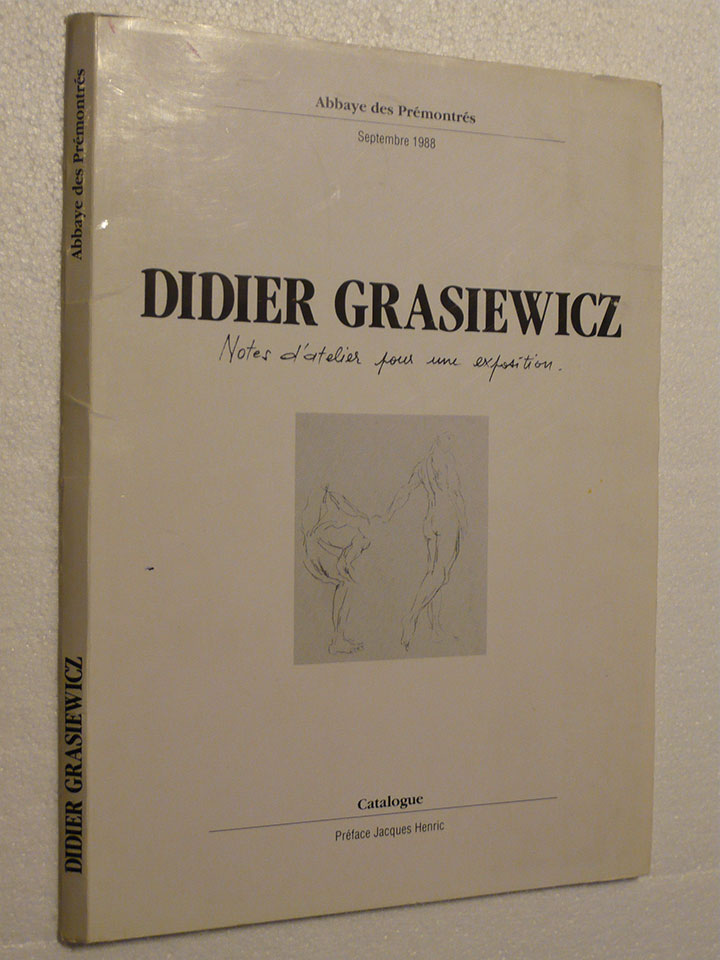 Abbaye des Prémontrés
Septembre 1988
DIDIER GRASIEWICZ
Notes d'atelier pour une exposition.
Catalogue
Préface Jacques Henric
Abbaye des Prémontrés
DIDIER GRASIEWICZ